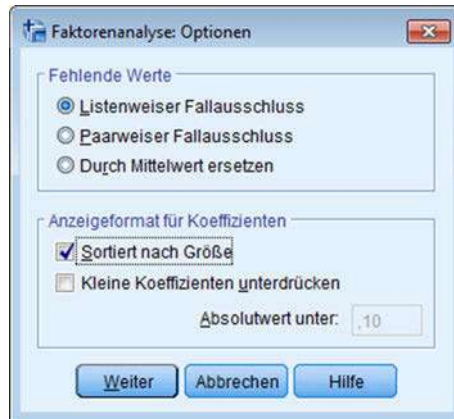 Faktorenanalyse: Optionen
Fehlende Werte
Listenweiser Fallausschluss
Paarweiser Fallausschluss
Durch Mittelwert ersetzen
Anzeigeformat für Koeffizienten
Sortiert nach Größe
Kleine Koeffizienten unterdrücken
Absolutwert unter: ,10
Weiter Abbrechen Hilfe